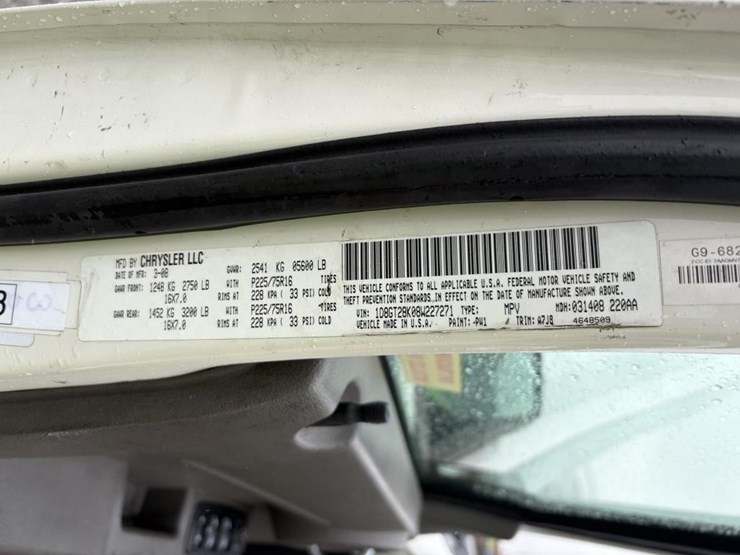 MFD BY CHRYSLER LLC
DATE OF MFR: 3-08
GVWR: 2541 KG 05600 LB
GAWR FRONT: 1248 KG 2750 LB WITH P225/75R16 TIRES
16X7.0 RIMS AT 228 KPA ( 33 PSI) COLD
GAWR REAR: 1452 KG 3200 LB WITH P225/75R16 TIRES
16X7.0 RIMS AT 228 KPA ( 33 PSI) COLD
THIS VEHICLE CONFORMS TO ALL APPLICABLE U.S.A. FEDERAL MOTOR VEHICLE SAFETY AND
THEFT PREVENTION STANDARDS IN EFFECT ON THE DATE OF MANUFACTURE SHOWN ABOVE.
VIN: 1D8GT28K08W227271 TYPE: MPV MDH:031408 220AA
VEHICLE MADE IN U.S.A. PAINT: PW1 TRIM: A7J8 4648509
G9-682